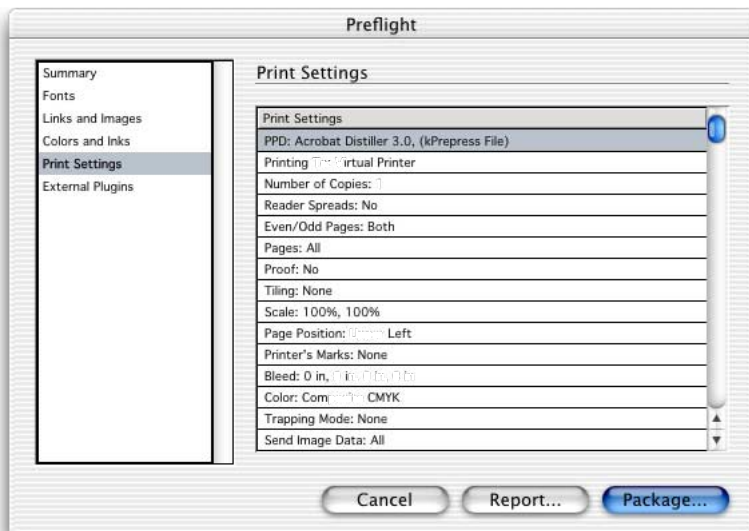 Preflight
Summary
Fonts
Links and Images
Colors and Inks
Print Settings
External Plugins
Print Settings
Print Settings
PPD: Acrobat Distiller 3.0, (kPrepress File)
Printing Printer
Number of Copies:
Reader Spreads: No
Even/Odd Pages: Both
Pages: All
Proof: No
Tiling: None
Scale: 100%, 100%
Page Position: Left
Printer's Marks: None
Bleed: 0 in,
Color: CMYK
Trapping Mode: None
Send Image Data: All
Cancel
Report...
Package...